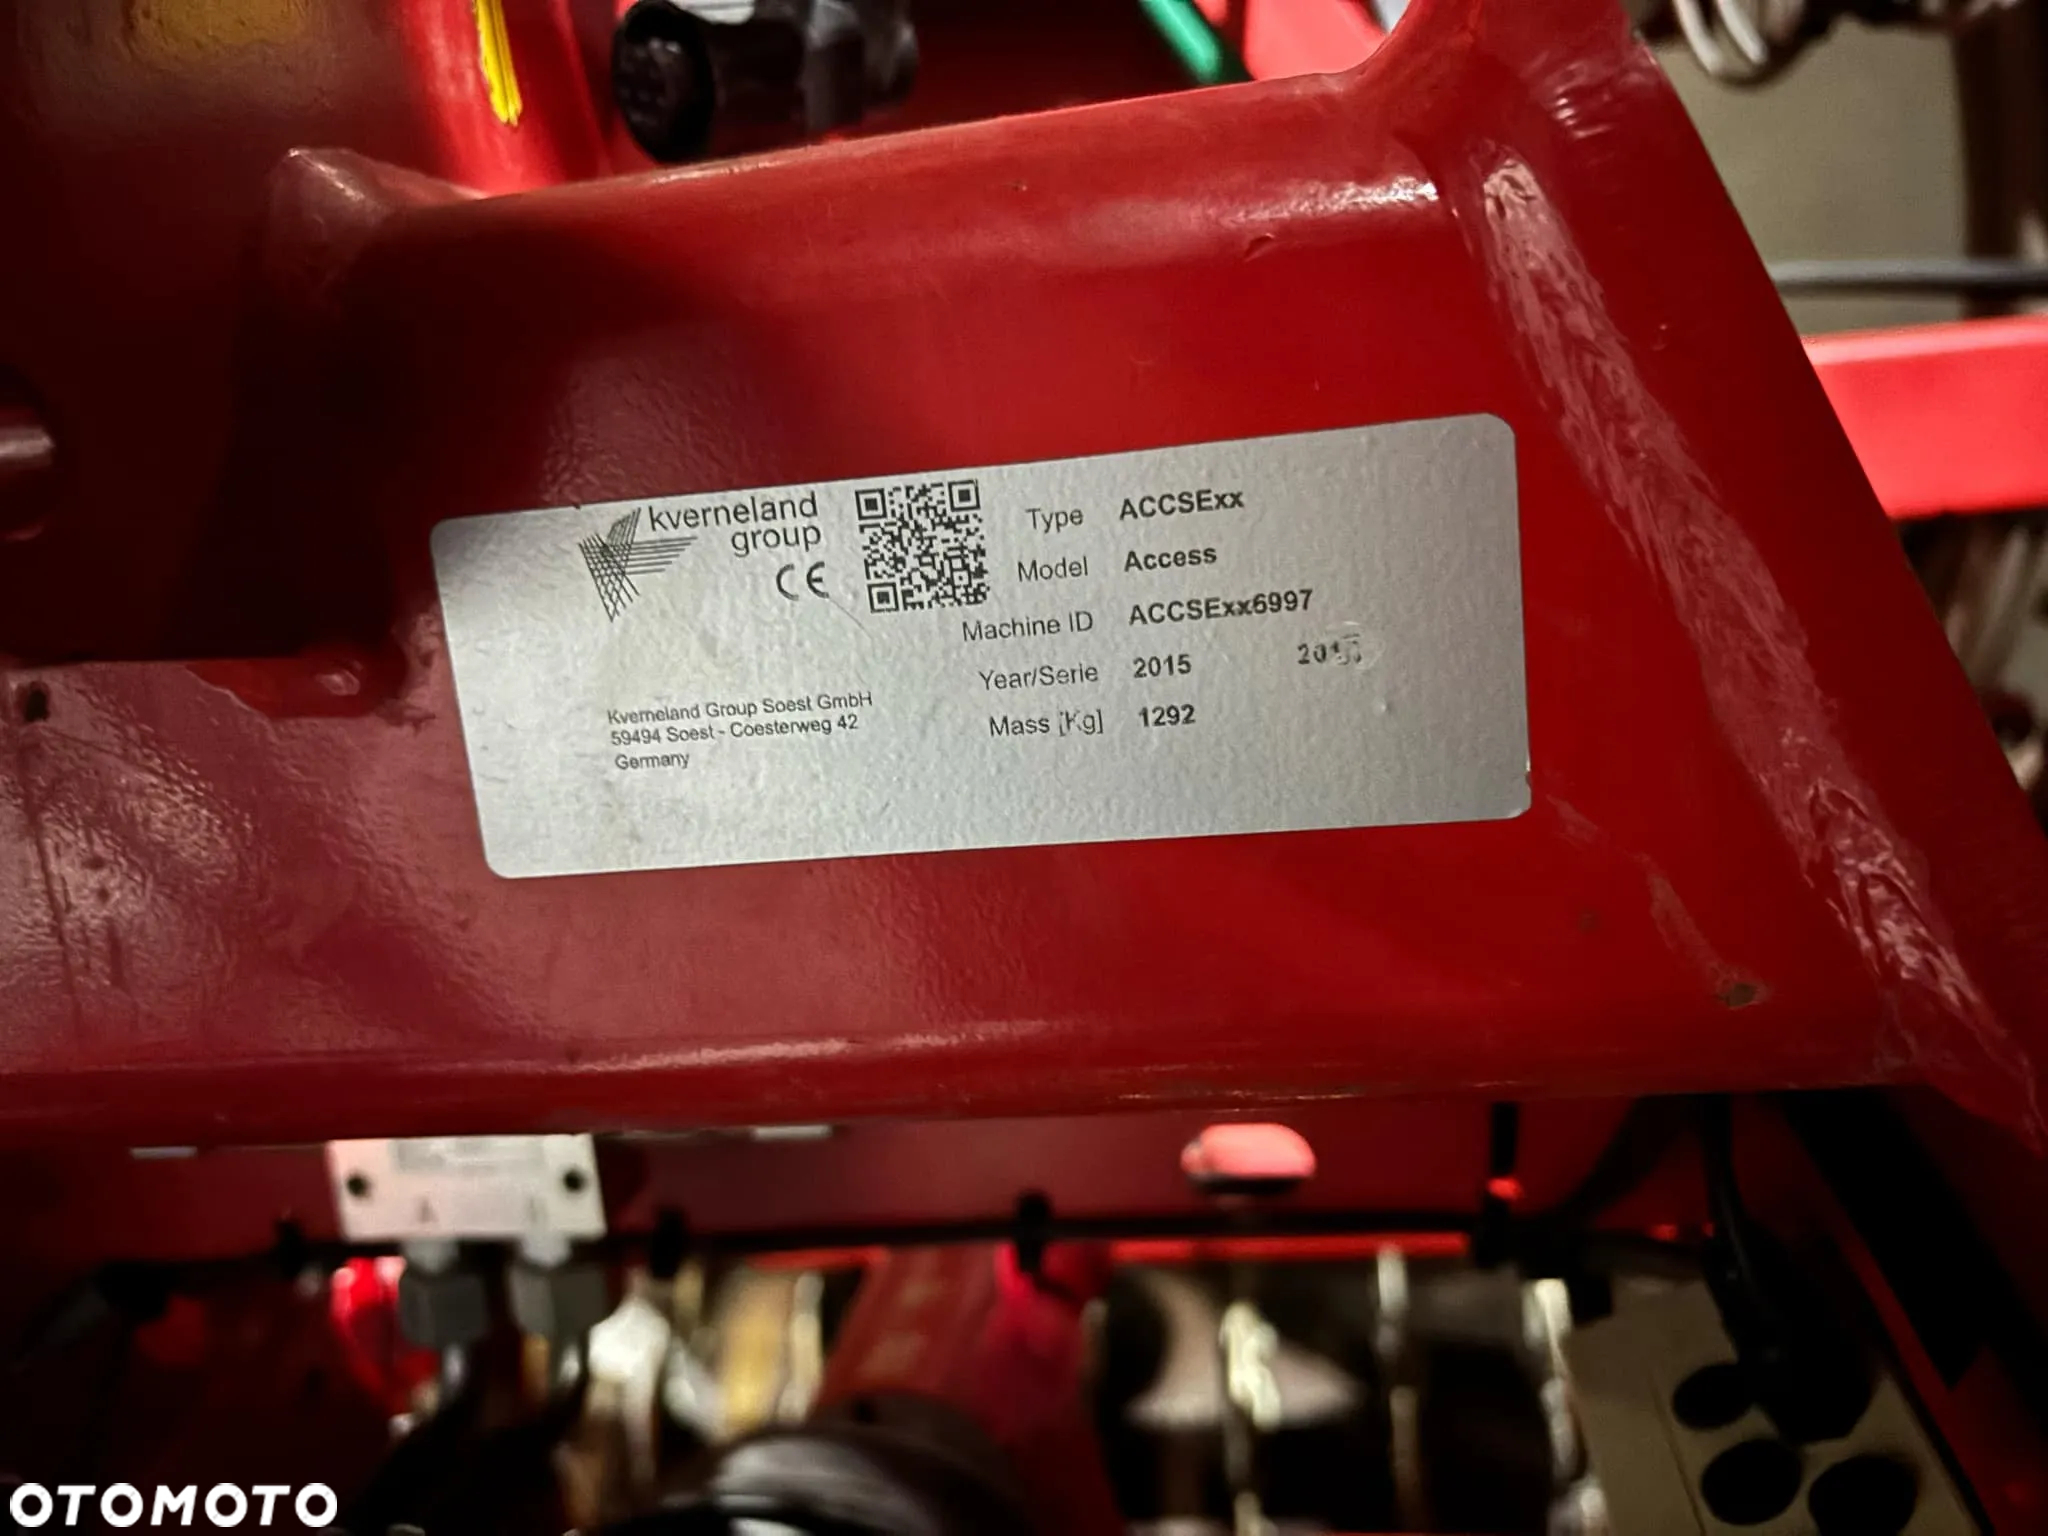 kverneland
group
CE
Type ACCSExx
Model Access
Machine ID ACCSExx6997
Year/Serie 2015
Mass [Kg] 1292
Kverneland Group Soest GmbH
59494 Soest - Coesterweg 42
Germany
OTOMOTO